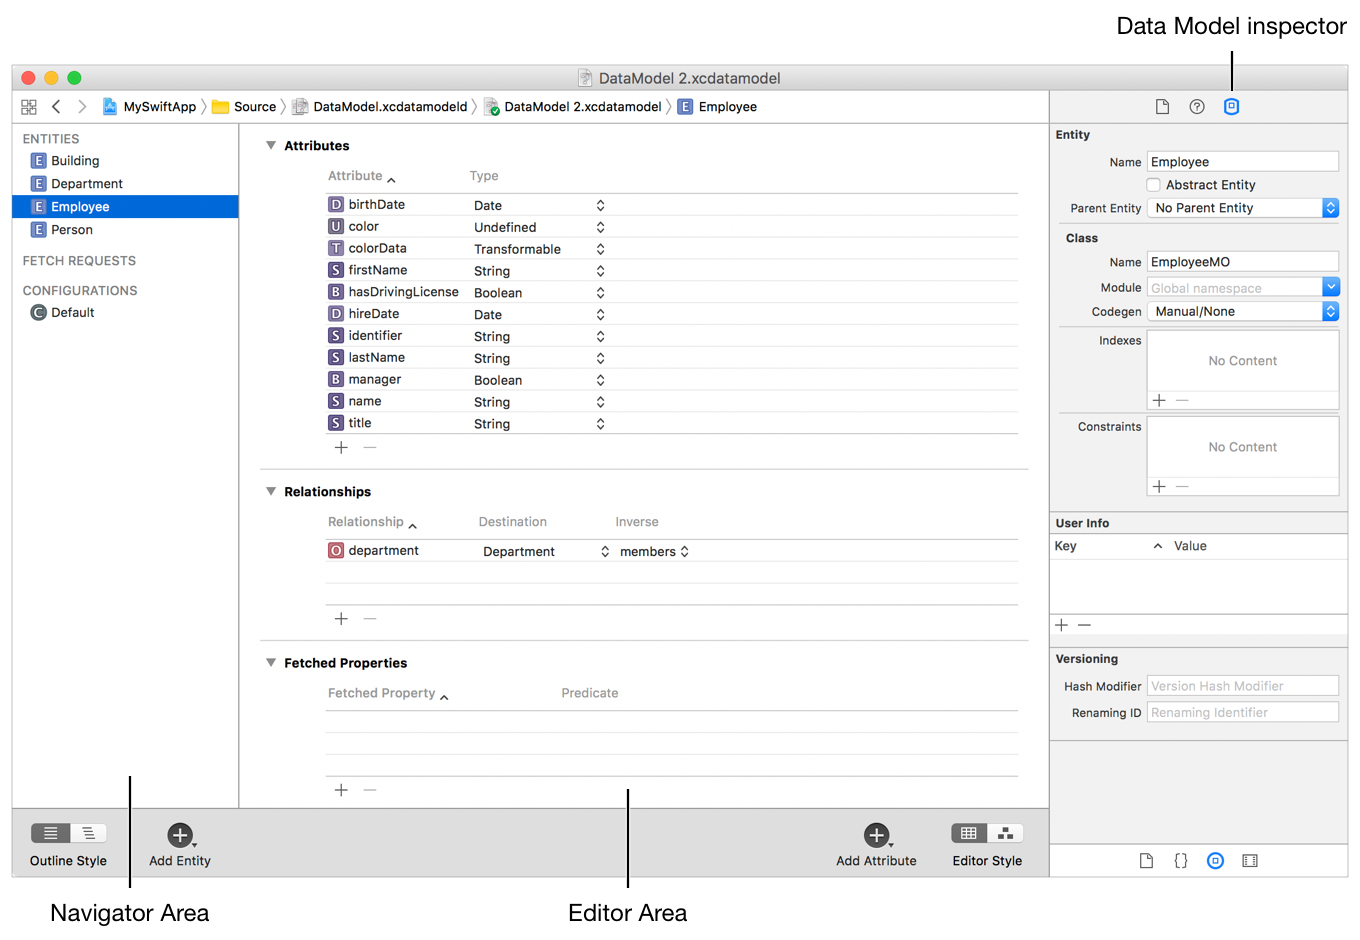 Data Model inspector
DataModel 2.xcdatamodel
MySwiftApp Source DataModel.xcdatamodeld DataModel 2.xcdatamodel E Employee
ENTITIES
E Building
E Department
E Employee
E Person
FETCH REQUESTS
CONFIGURATIONS
C Default
Attributes
Attribute Type
D birthDate Date
U color Undefined
T colorData Transformable
S firstName String
B hasDrivingLicense Boolean
D hireDate Date
S identifier String
S lastName String
B manager Boolean
S name String
S title String
+ −
Relationships
Relationship Destination Inverse
O department Department members
+ −
Fetched Properties
Fetched Property Predicate
+ −
Entity
Name Employee
Abstract Entity
Parent Entity No Parent Entity
Class
Name EmployeeMO
Module Global namespace
Codegen Manual/None
Indexes No Content
+ −
Constraints No Content
+ −
User Info
Key Value
+ −
Versioning
Hash Modifier Version Hash Modifier
Renaming ID Renaming Identifier
Outline Style Add Entity Add Attribute Editor Style
{}
Navigator Area Editor Area